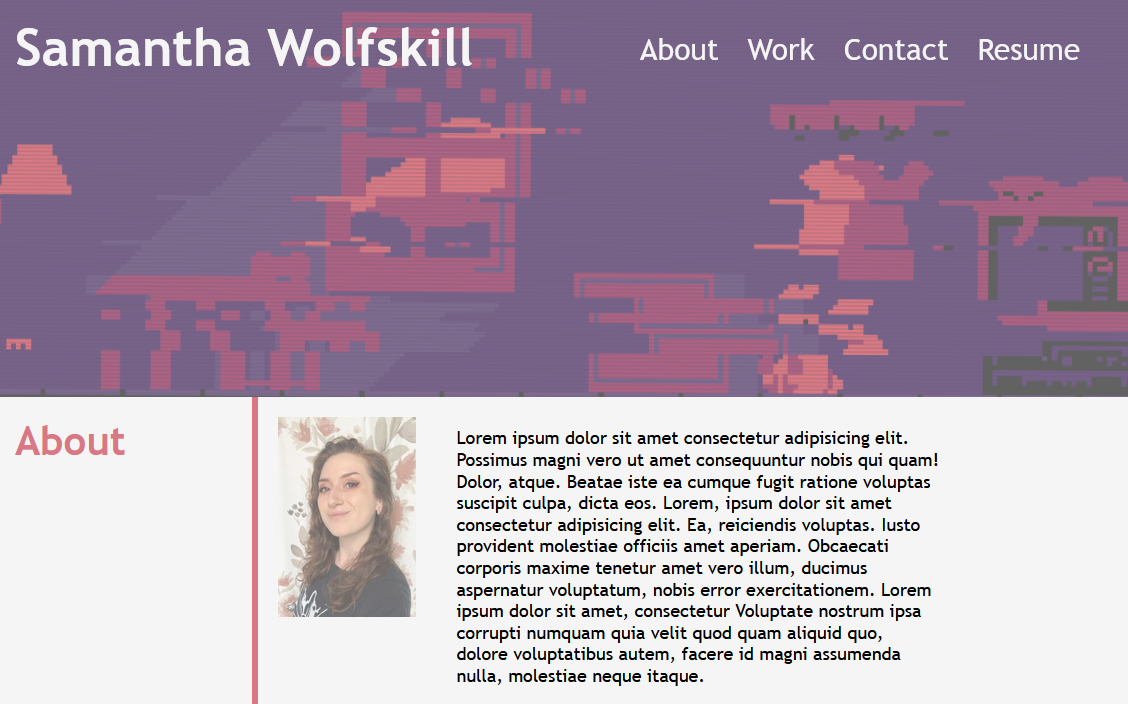 Samantha Wolfskill
About Work Contact Resume
About
Lorem ipsum dolor sit amet consectetur adipisicing elit.
Possimus magni vero ut amet consequuntur nobis qui quam!
Dolor, atque. Beatae iste ea cumque fugit ratione voluptas
suscipit culpa, dicta eos. Lorem, ipsum dolor sit amet
consectetur adipisicing elit. Ea, reiciendis voluptas. Iusto
provident molestiae officiis amet aperiam. Obcaecati
corporis maxime tenetur amet vero illum, ducimus
aspernatur voluptatum, nobis error exercitationem. Lorem
ipsum dolor sit amet, consectetur Voluptate nostrum ipsa
corrupti numquam quia velit quod quam aliquid quo,
dolore voluptatibus autem, facere id magni assumenda
nulla, molestiae neque itaque.